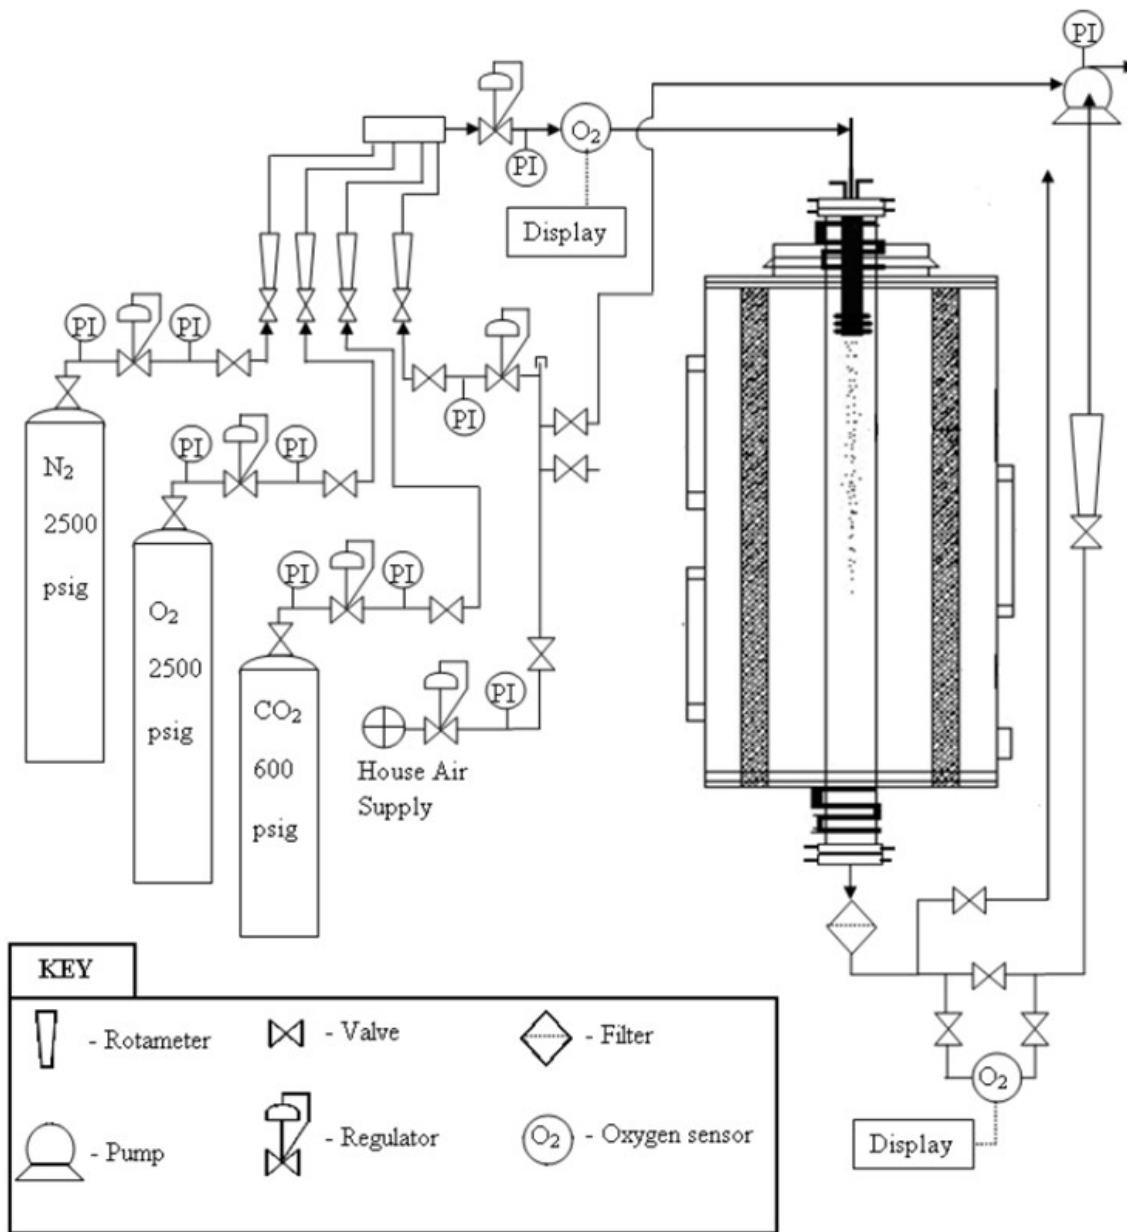 PI
PI
O₂
Display
PI
PI
PI
PI
PI
N₂
2500
psig
PI
PI
O₂
2500
psig
PI
CO₂
600
psig
House Air
Supply
O₂
Display
KEY
- Rotameter
- Valve
- Filter
- Pump
- Regulator
O₂ - Oxygen sensor